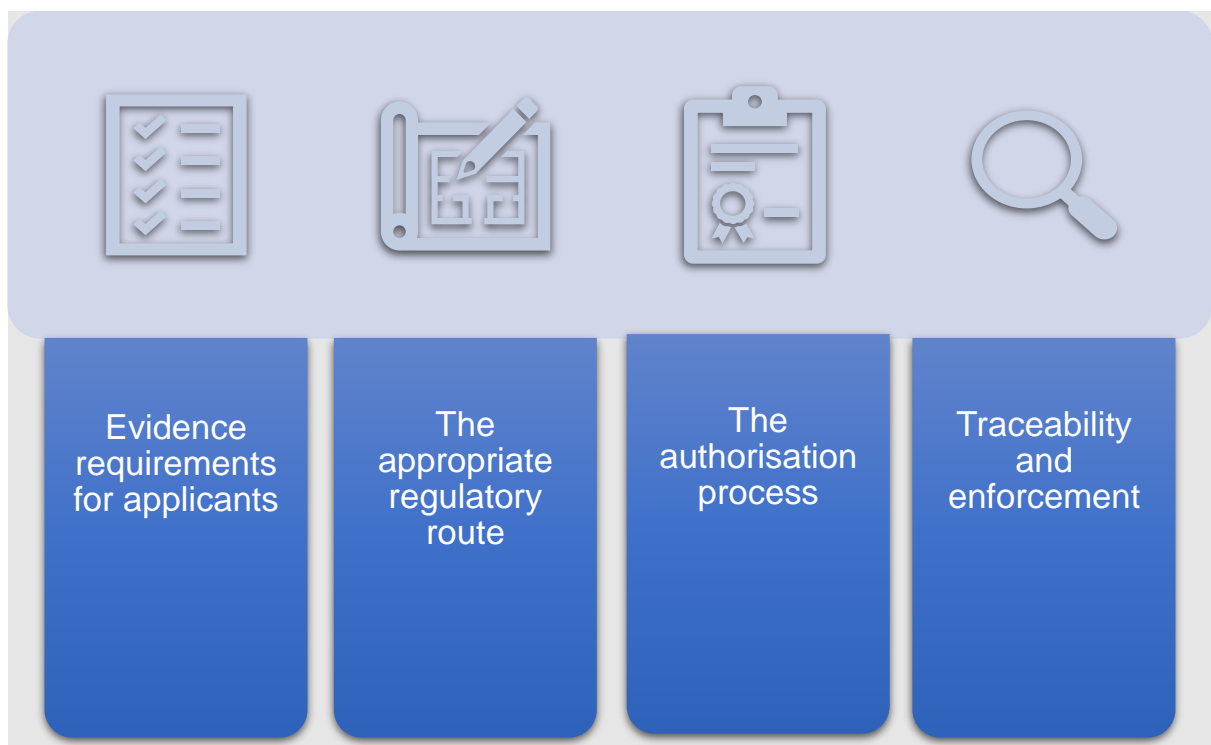 Evidence
requirements
for applicants
The
appropriate
regulatory
route
The
authorisation
process
Traceability
and
enforcement